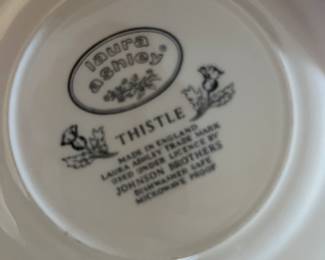 laura
ashley®
THISTLE
MADE IN ENGLAND
LAURA ASHLEY TRADE MARK
USED UNDER LICENCE BY
JOHNSON BROTHERS
DISHWASHER SAFE
MICROWAVE PROOF